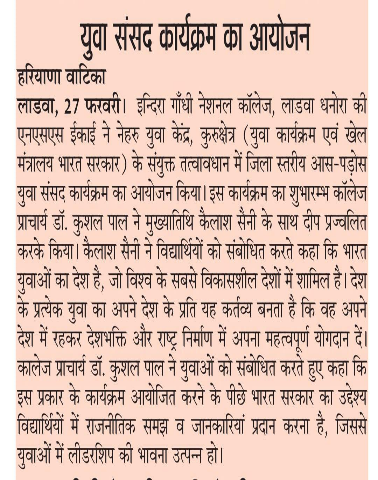 युवा संसद कार्यक्रम का आयोजन
हरियाणा वाटिका
लाडवा, 27 फरवरी। इन्दिरा गाँधी नेशनल कॉलेज, लाडवा धनोरा की
एनएसएस ईकाई ने नेहरु युवा केंद्र, कुरुक्षेत्र (युवा कार्यक्रम एवं खेल
मंत्रालय भारत सरकार) के संयुक्त तत्वावधान में जिला स्तरीय आस-पड़ोस
युवा संसद कार्यक्रम का आयोजन किया। इस कार्यक्रम का शुभारम्भ कॉलेज
प्राचार्य डॉ. कुशल पाल ने मुख्यातिथि कैलाश सैनी के साथ दीप प्रज्वलित
करके किया। कैलाश सैनी ने विद्यार्थियों को संबोधित करते कहा कि भारत
युवाओं का देश है, जो विश्व के सबसे विकासशील देशों में शामिल है। देश
के प्रत्येक युवा का अपने देश के प्रति यह कर्तव्य बनता है कि वह अपने
देश में रहकर देशभक्ति और राष्ट्र निर्माण में अपना महत्वपूर्ण योगदान दें।
कालेज प्राचार्य डॉ. कुशल पाल ने युवाओं को संबोधित करते हुए कहा कि
इस प्रकार के कार्यक्रम आयोजित करने के पीछे भारत सरकार का उद्देश्य
विद्यार्थियों में राजनीतिक समझ व जानकारियां प्रदान करना है, जिससे
युवाओं में लीडरशिप की भावना उत्पन्न हो।